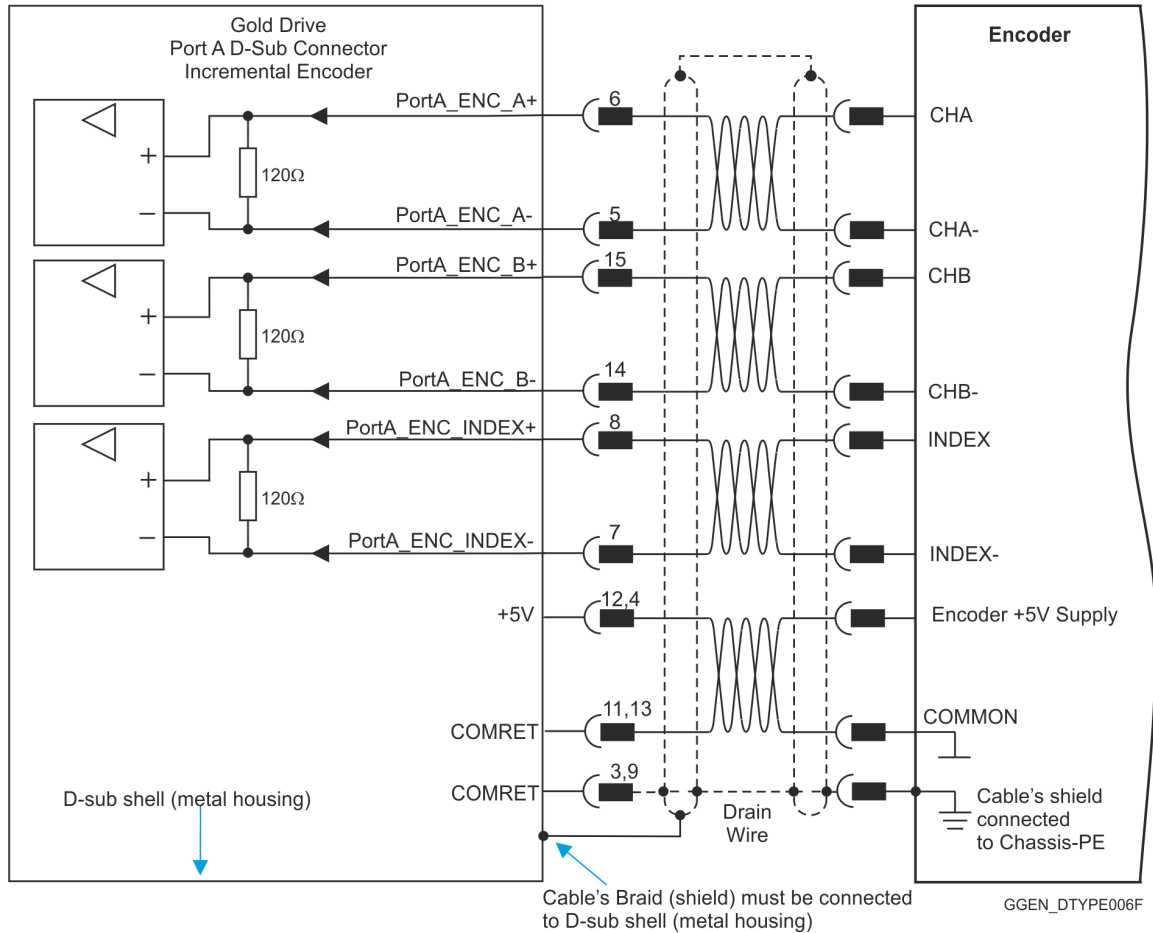 Gold Drive
Port A D-Sub Connector
Incremental Encoder
Encoder
PortA_ENC_A+
6
CHA
+
120Ω
–
PortA_ENC_A-
5
CHA-
PortA_ENC_B+
15
CHB
+
120Ω
–
PortA_ENC_B-
14
CHB-
PortA_ENC_INDEX+
8
INDEX
+
120Ω
–
PortA_ENC_INDEX-
7
INDEX-
+5V
12,4
Encoder +5V Supply
COMRET
11,13
COMMON
COMRET
3,9
Drain
Wire
Cable's shield
connected
to Chassis-PE
D-sub shell (metal housing)
Cable's Braid (shield) must be connected
to D-sub shell (metal housing)
GGEN_DTYPE006F